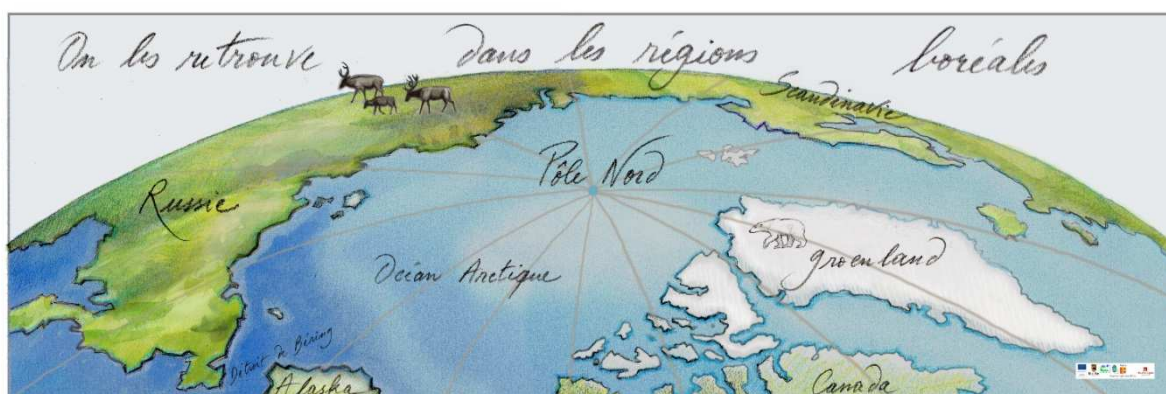 On les retrouve dans les régions boréales
Scandinavie
Pôle Nord
Russie
groenland
Océan Arctique
Détroit de Béring
Alaska
Canada